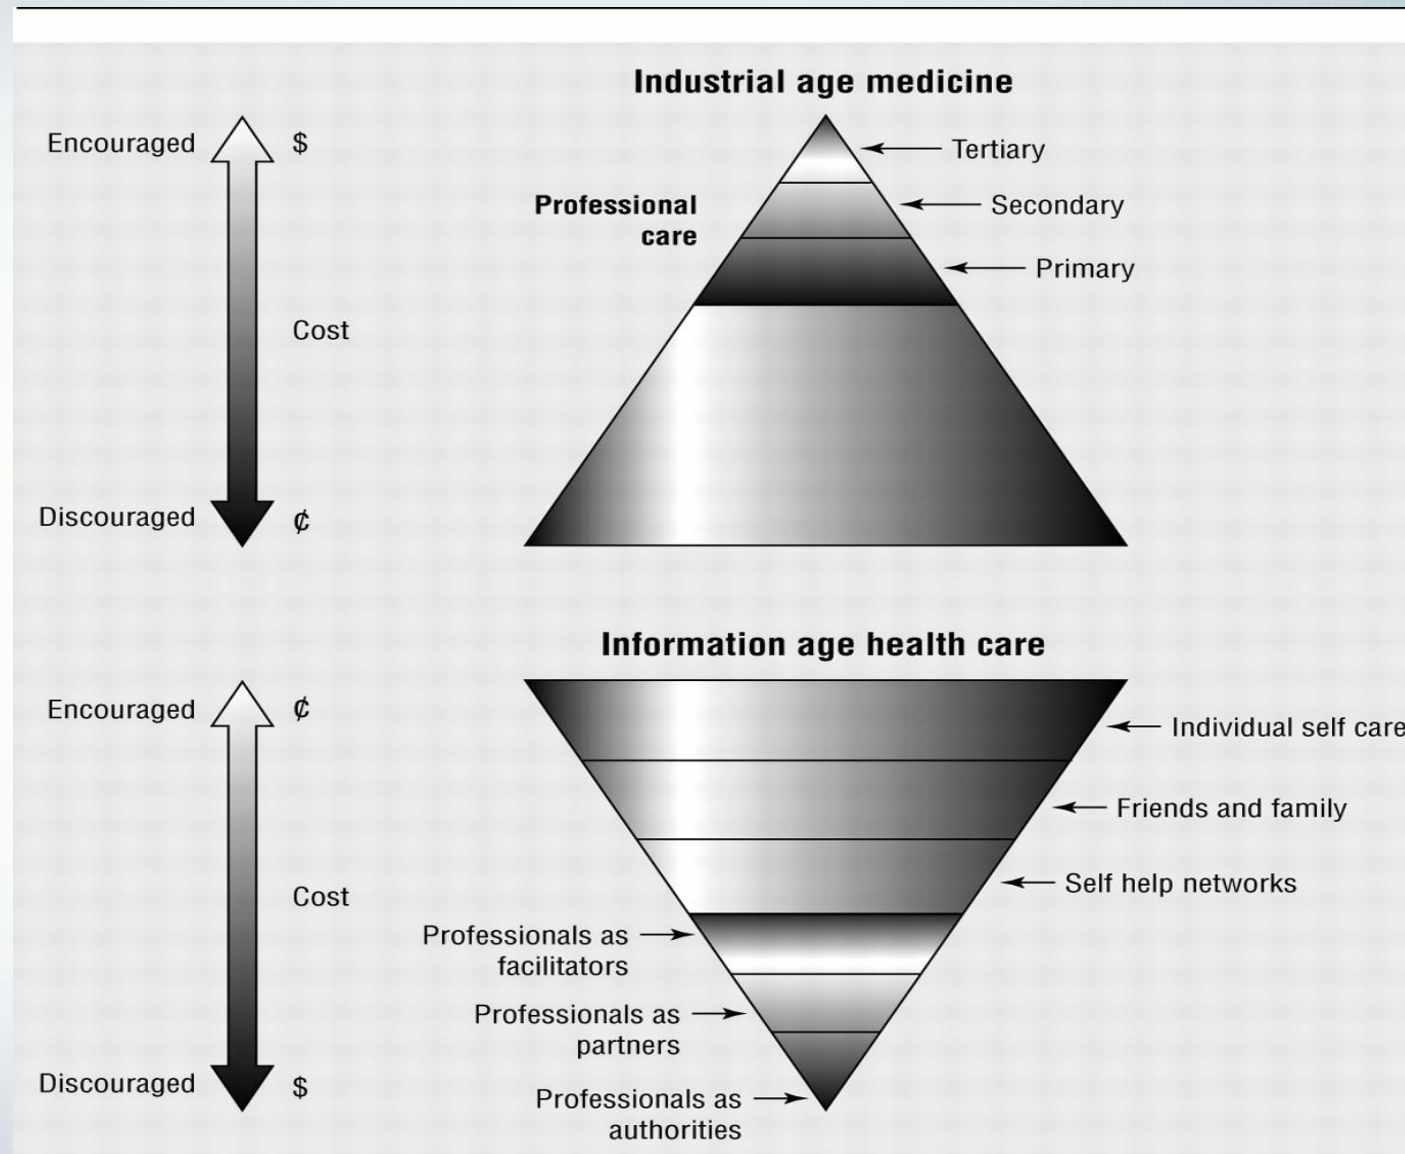 Industrial age medicine
Encouraged
$
Tertiary
Professional
care
Secondary
Primary
Cost
Discouraged
¢
Information age health care
Encouraged
¢
Individual self care
Friends and family
Self help networks
Cost
Professionals as
facilitators
Professionals as
partners
Discouraged
$
Professionals as
authorities